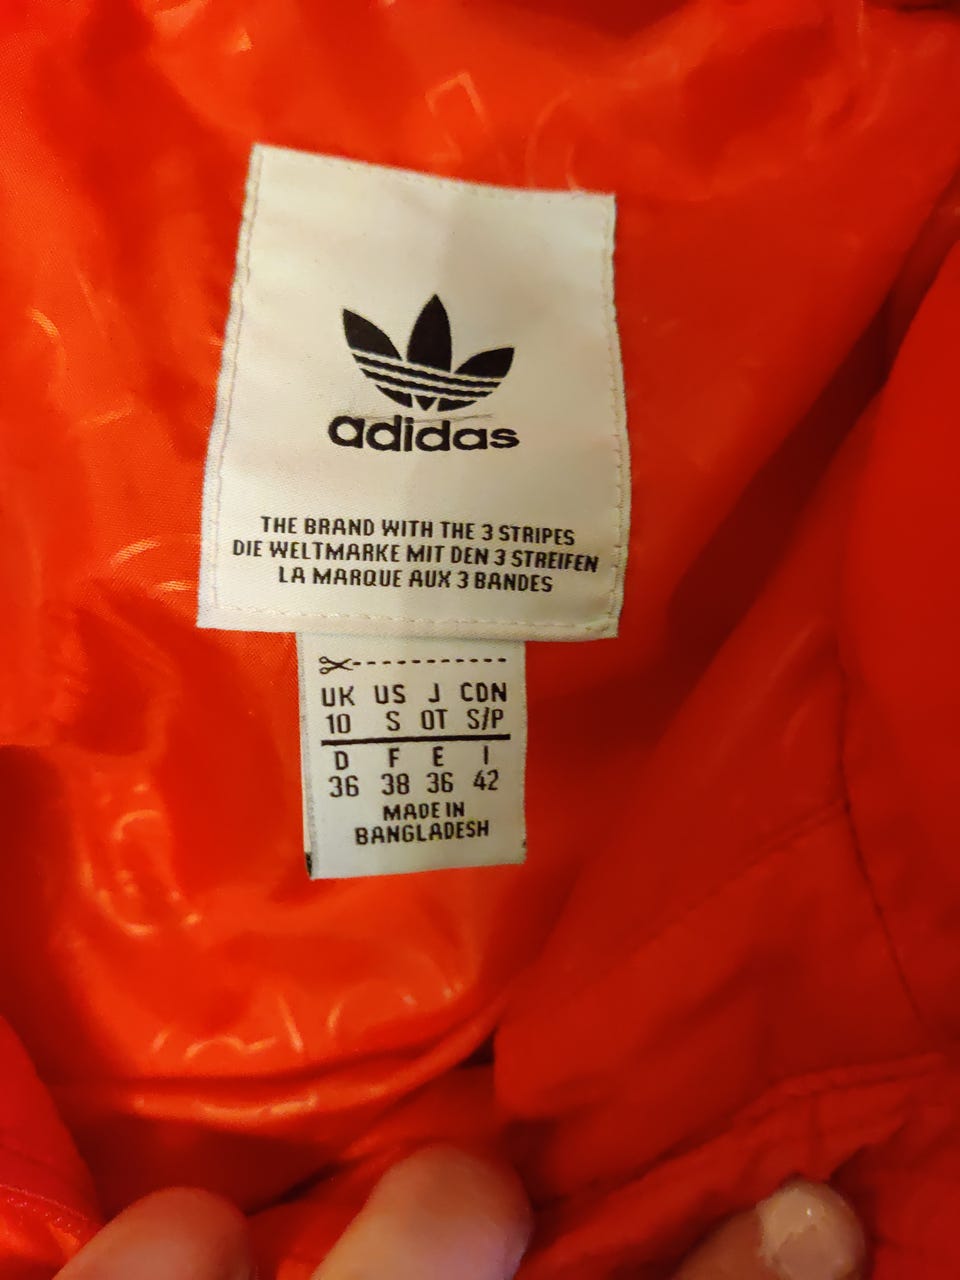 adidas
THE BRAND WITH THE 3 STRIPES
DIE WELTMARKE MIT DEN 3 STREIFEN
LA MARQUE AUX 3 BANDES
UK US J CDN
10 S OT S/P
D F E I
36 38 36 42
MADE IN
BANGLADESH